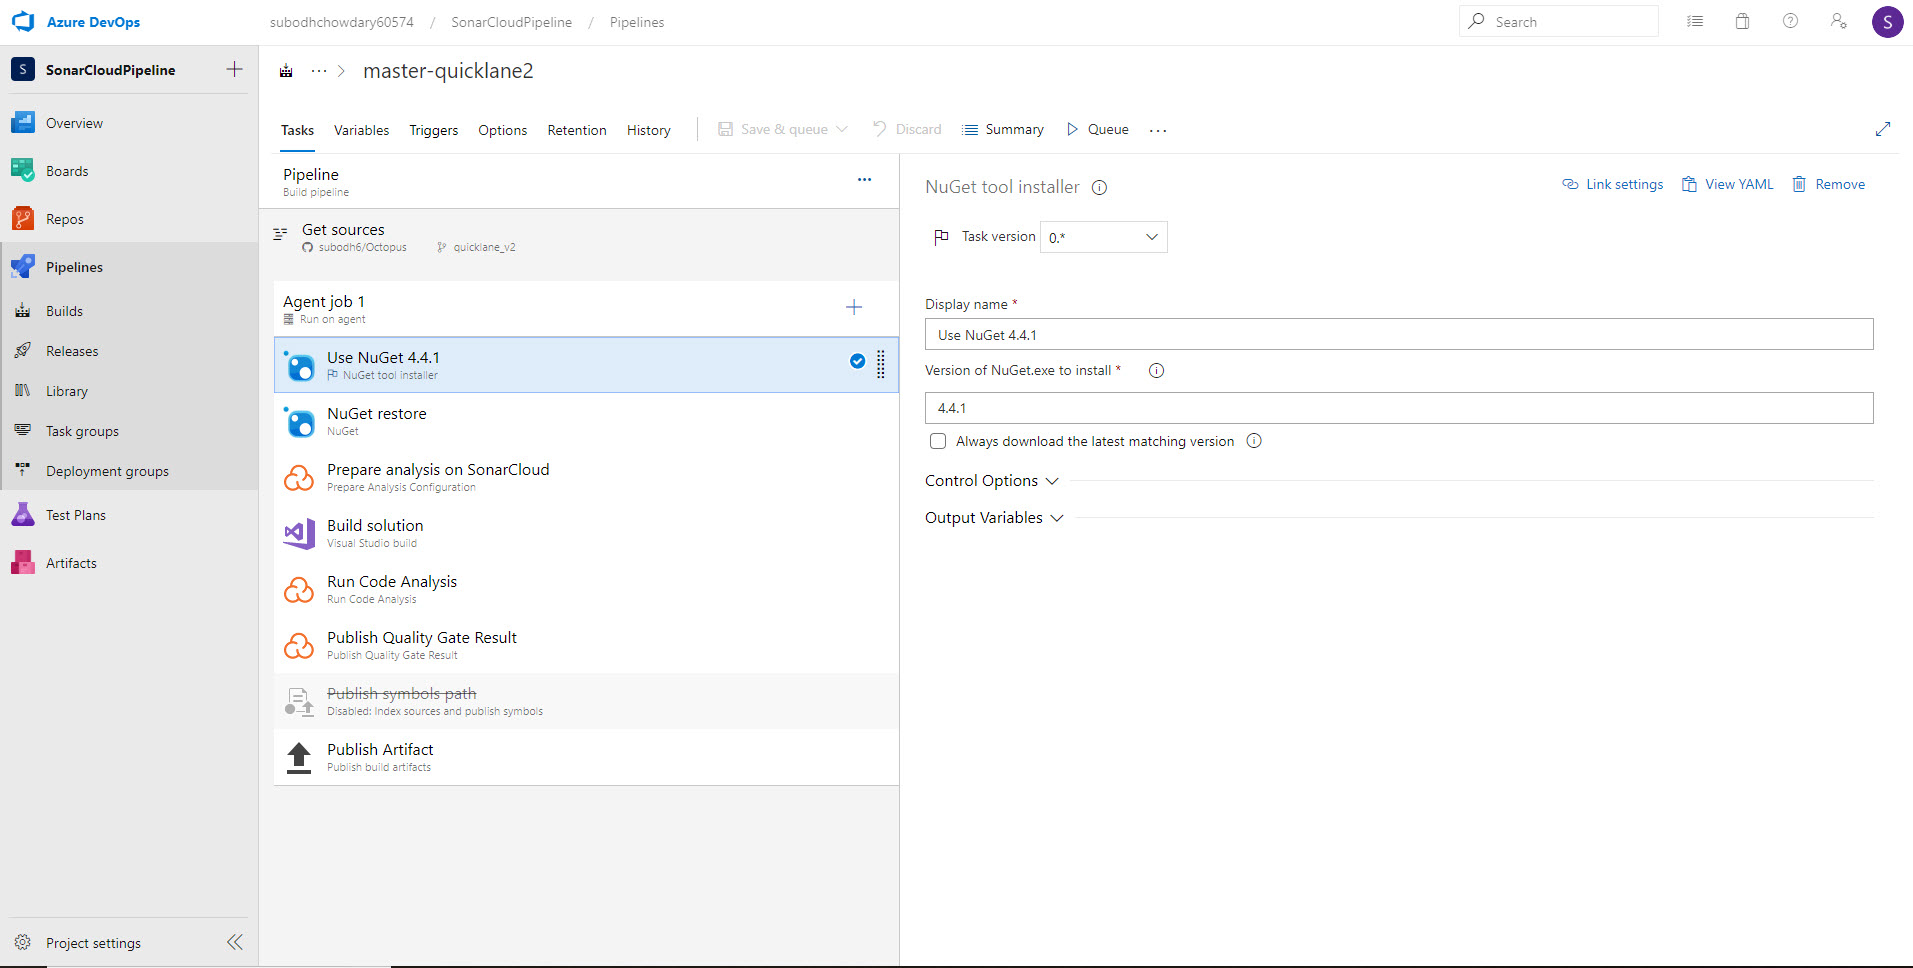 Azure DevOps
subodhchowdary60574 / SonarCloudPipeline / Pipelines
Search
S
S SonarCloudPipeline
Overview
Boards
Repos
Pipelines
Builds
Releases
Library
Task groups
Deployment groups
Test Plans
Artifacts
Project settings
··· > master-quicklane2
Tasks Variables Triggers Options Retention History Save & queue Discard Summary Queue ···
Pipeline
Build pipeline
Get sources
subodh6/Octopus quicklane_v2
Agent job 1
Run on agent
Use NuGet 4.4.1
NuGet tool installer
NuGet restore
NuGet
Prepare analysis on SonarCloud
Prepare Analysis Configuration
Build solution
Visual Studio build
Run Code Analysis
Run Code Analysis
Publish Quality Gate Result
Publish Quality Gate Result
Publish symbols path
Disabled: Index sources and publish symbols
Publish Artifact
Publish build artifacts
NuGet tool installer
Link settings View YAML Remove
Task version 0.*
Display name *
Use NuGet 4.4.1
Version of NuGet.exe to install *
4.4.1
Always download the latest matching version
Control Options
Output Variables